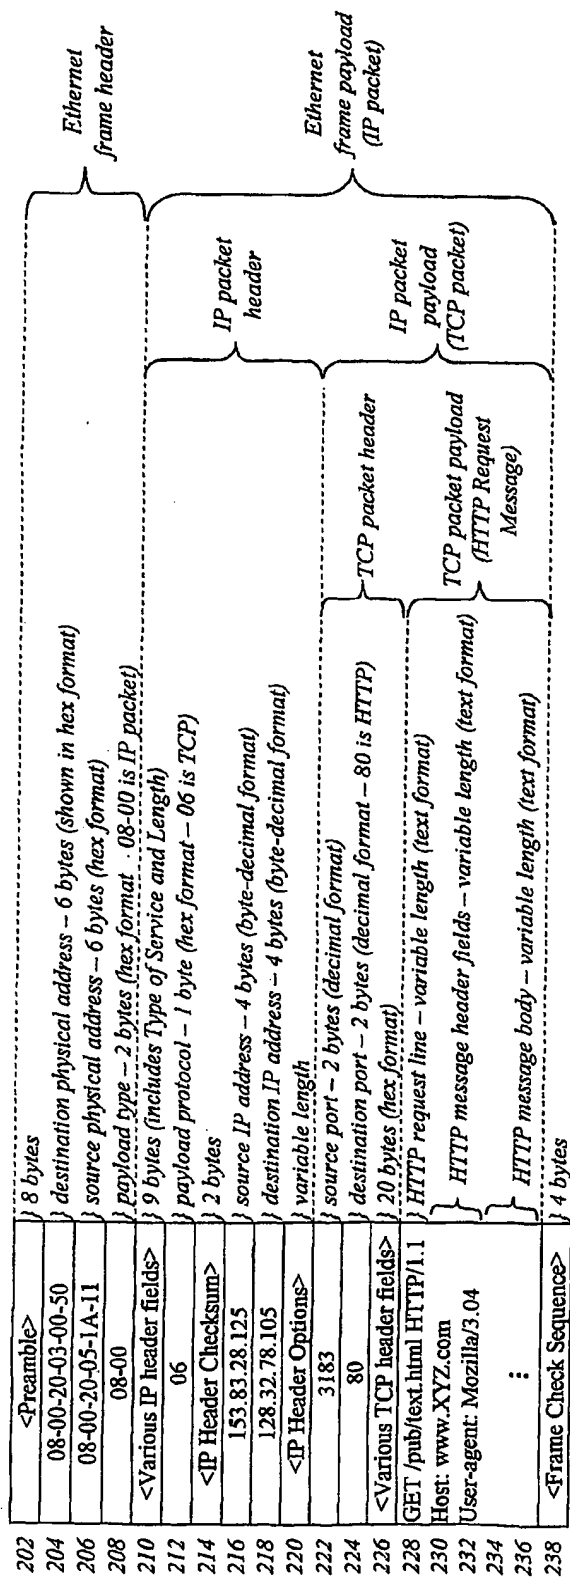 202 <Preamble> } 8 bytes
204 08-00-20-03-00-50 } destination physical address – 6 bytes (shown in hex format)
206 08-00-20-05-1A-11 } source physical address – 6 bytes (hex format)
208 08-00 } payload type – 2 bytes (hex format - 08-00 is IP packet)
210 <Various IP header fields> } 9 bytes (includes Type of Service and Length)
212 06 } payload protocol – 1 byte (hex format – 06 is TCP)
214 <IP Header Checksum> } 2 bytes
216 153.83.28.125 } source IP address – 4 bytes (byte-decimal format)
218 128.32.78.105 } destination IP address – 4 bytes (byte-decimal format)
220 <IP Header Options> } variable length
222 3183 } source port – 2 bytes (decimal format)
224 80 } destination port – 2 bytes (decimal format – 80 is HTTP)
226 <Various TCP header fields> } 20 bytes (hex format)
228 GET /pub/text.html HTTP/1.1 } HTTP request line – variable length (text format)
230 Host: www.XYZ.com
232 User-agent: Mozilla/3.04
} HTTP message header fields – variable length (text format)
234
236 ⋮ } HTTP message body – variable length (text format)
238 <Frame Check Sequence> } 4 bytes
TCP packet header
TCP packet payload
(HTTP Request
Message)
IP packet
header
IP packet
payload
(TCP packet)
Ethernet
frame header
Ethernet
frame payload
(IP packet)